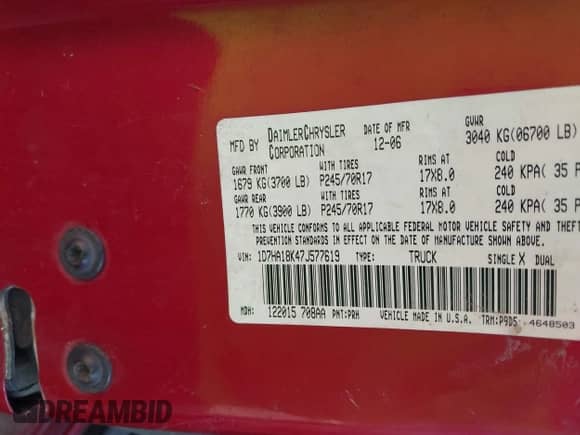 MFD BY DAIMLERCHRYSLER CORPORATION DATE OF MFR 12-06 GVWR 3040 KG(06700 LB)
GAWR FRONT WITH TIRES RIMS AT COLD
1679 KG(3700 LB) P245/70R17 17X8.0 240 KPA( 35 P
GAWR REAR WITH TIRES RIMS AT COLD
1770 KG(3900 LB) P245/70R17 17X8.0 240 KPA( 35 P
THIS VEHICLE CONFORMS TO ALL APPLICABLE FEDERAL MOTOR VEHICLE SAFETY AND THEFT
PREVENTION STANDARDS IN EFFECT ON THE DATE OF MANUFACTURE SHOWN ABOVE.
VIN: 1D7HA18K47J577619 TYPE: TRUCK SINGLE X DUAL
MDH: 122015 708AA PNT:PRH VEHICLE MADE IN U.S.A. TRM:P9D5 4648503
DREAMBID